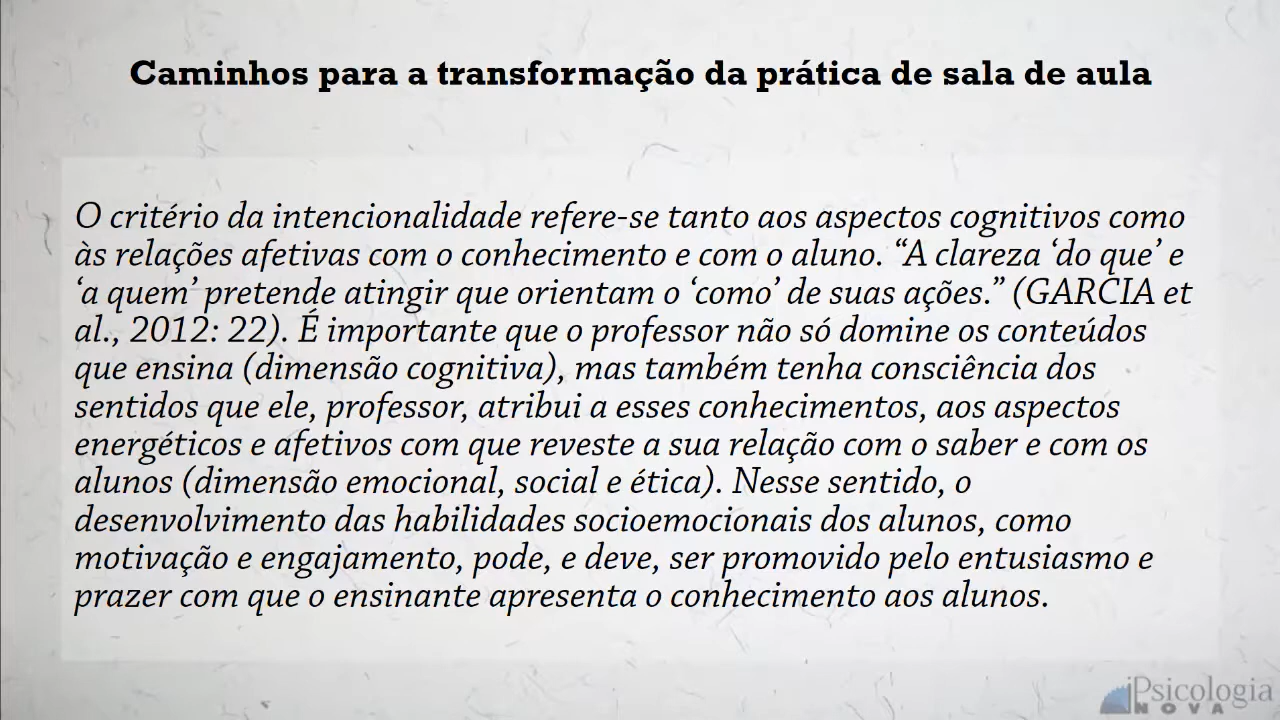 Caminhos para a transformação da prática de sala de aula
O critério da intencionalidade refere-se tanto aos aspectos cognitivos como
às relações afetivas com o conhecimento e com o aluno. “A clareza ‘do que’ e
‘a quem’ pretende atingir que orientam o ‘como’ de suas ações.” (GARCIA et
al., 2012: 22). É importante que o professor não só domine os conteúdos
que ensina (dimensão cognitiva), mas também tenha consciência dos
sentidos que ele, professor, atribui a esses conhecimentos, aos aspectos
energéticos e afetivos com que reveste a sua relação com o saber e com os
alunos (dimensão emocional, social e ética). Nesse sentido, o
desenvolvimento das habilidades socioemocionais dos alunos, como
motivação e engajamento, pode, e deve, ser promovido pelo entusiasmo e
prazer com que o ensinante apresenta o conhecimento aos alunos.
Psicologia
NOVA